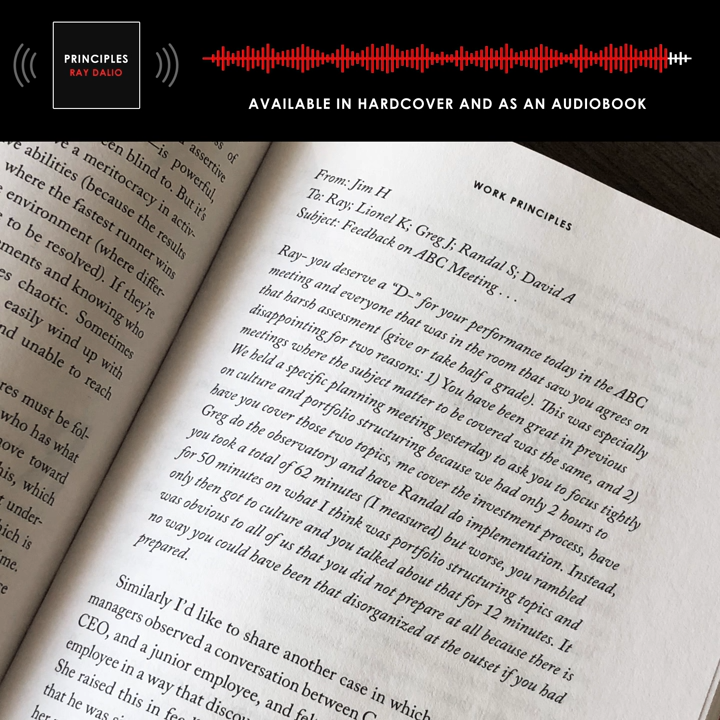 PRINCIPLES
RAY DALIO
AVAILABLE IN HARDCOVER AND AS AN AUDIOBOOK
ss of
assertive
—is powerful,
een blind to. But it's
e a meritocracy in activ-
ve abilities (because the results
where the fastest runner wins
e environment (where differ-
to be resolved). If they're
ments and knowing who
es chaotic. Sometimes
easily wind up with
nd unable to reach
res must be fol-
who has what
move toward
his, which
t under-
hich is
ime.
ce
WORK PRINCIPLES
From: Jim H
To: Ray; Lionel K; Greg J; Randal S; David A
Subject: Feedback on ABC Meeting . . .
Ray– you deserve a "D-" for your performance today in the ABC
meeting and everyone that was in the room that saw you agrees on
that harsh assessment (give or take half a grade). This was especially
disappointing for two reasons: 1) You have been great in previous
meetings where the subject matter to be covered was the same, and 2)
We held a specific planning meeting yesterday to ask you to focus tightly
on culture and portfolio structuring because we had only 2 hours to
have you cover those two topics, me cover the investment process, have
Greg do the observatory and have Randal do implementation. Instead,
you took a total of 62 minutes (I measured) but worse, you rambled
for 50 minutes on what I think was portfolio structuring topics and
only then got to culture and you talked about that for 12 minutes. It
was obvious to all of us that you did not prepare at all because there is
no way you could have been that disorganized at the outset if you had
prepared.
Similarly I'd like to share another case in which
managers observed a conversation between
CEO, and a junior employee, and
employee in a way that
She raised this in
that he was
her